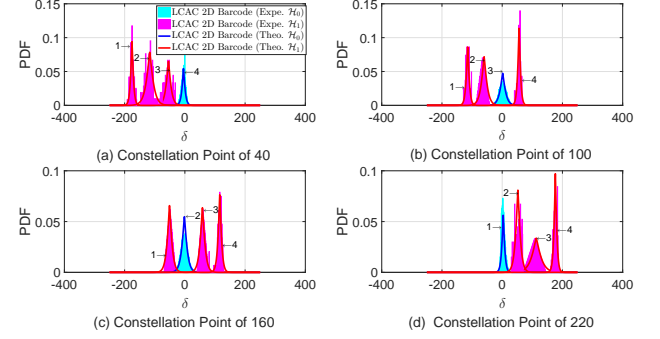 LCAC 2D Barcode (Expe. ℋ₀)
LCAC 2D Barcode (Expe. ℋ₁)
LCAC 2D Barcode (Theo. ℋ₀)
LCAC 2D Barcode (Theo. ℋ₁)
PDF
0.15
0.1
0.05
0
1
2
3
4
-400 -200 0 200 400
δ
(a) Constellation Point of 40
PDF
0.15
0.1
0.05
0
1
2
3
4
-400 -200 0 200 400
δ
(b) Constellation Point of 100
PDF
0.1
0.05
0
1
2
3
4
-400 -200 0 200 400
δ
(c) Constellation Point of 160
PDF
0.1
0.05
0
1
2
3
4
-400 -200 0 200 400
δ
(d) Constellation Point of 220